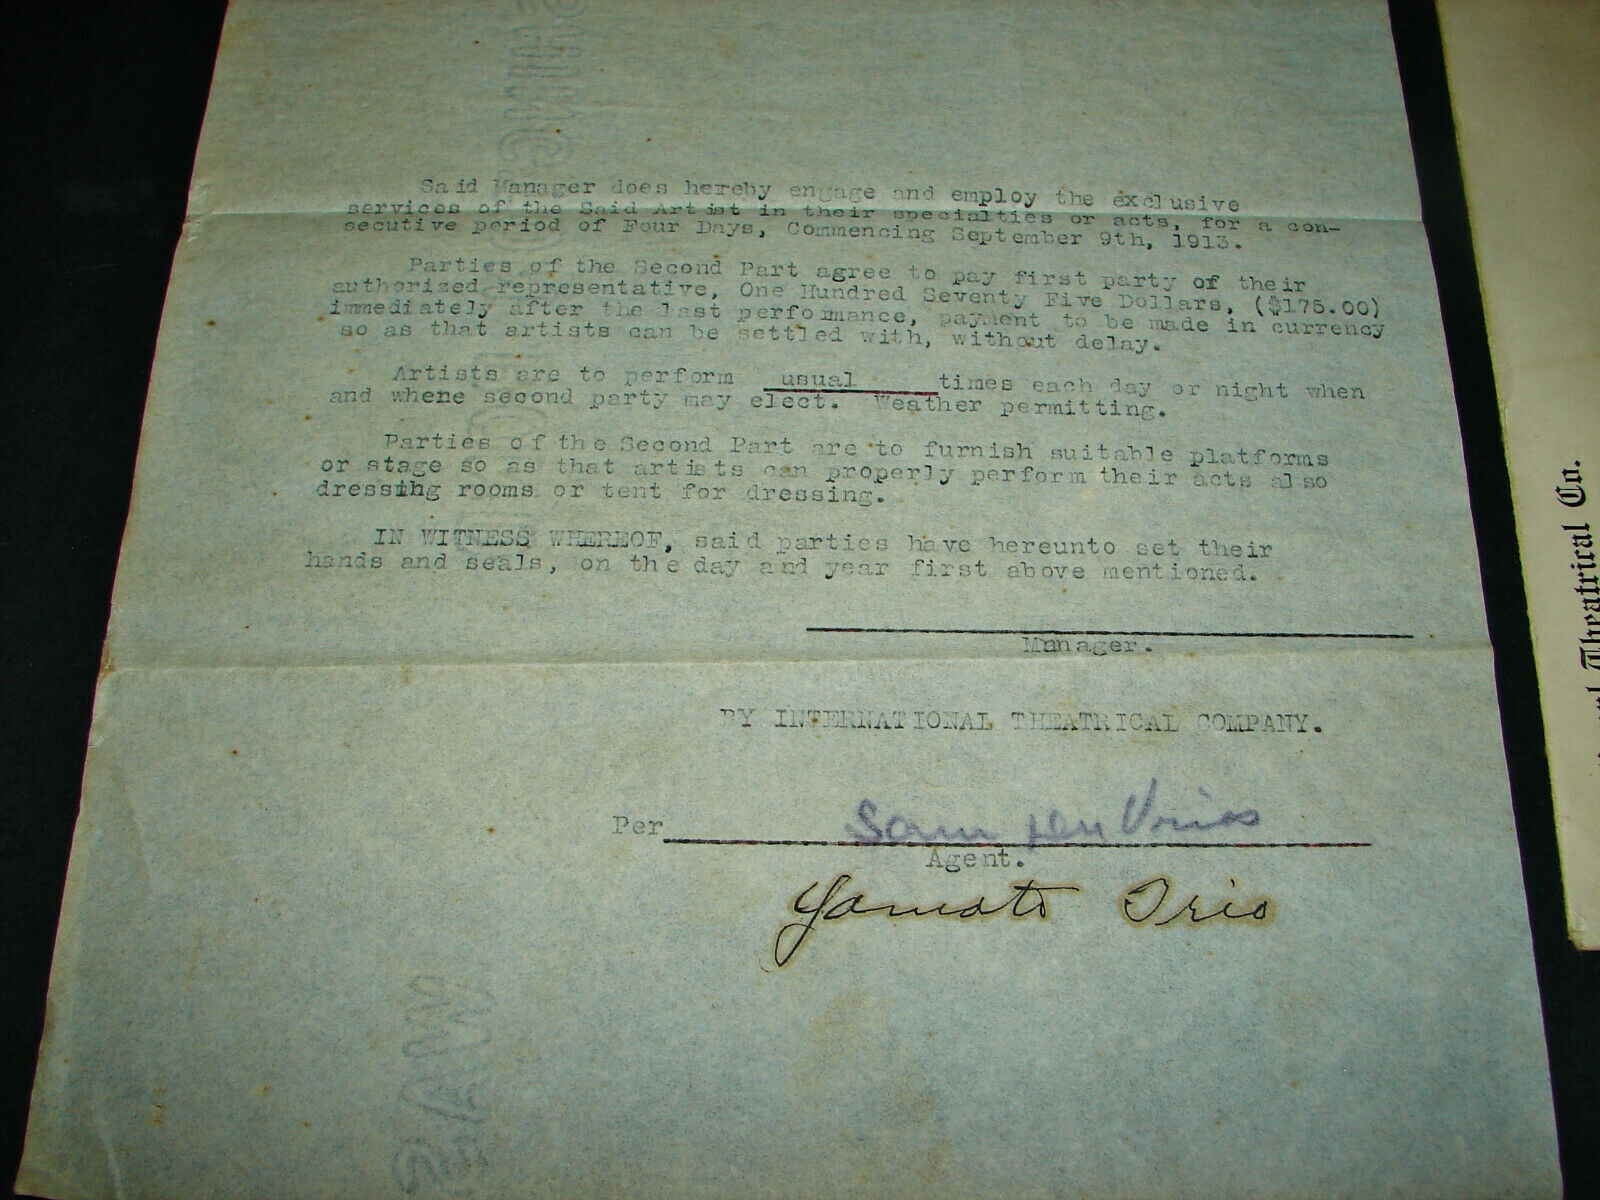 Said Manager does hereby engage and employ the exclusive
services of the Said Artist in their specialties or acts, for a con-
secutive period of Four Days, Commencing September 9th, 1913.
Parties of the Second Part agree to pay first party of their
authorized representative, One Hundred Seventy Five Dollars, ($175.00)
immediately after the last performance, payment to be made in currency
so as that artists can be settled with, without delay.
Artists are to perform usual times each day or night when
and where second party may elect. Weather permitting.
Parties of the Second Part are to furnish suitable platforms
or stage so as that artists can properly perform their acts also
dressing rooms or tent for dressing.
IN WITNESS WHEREOF, said parties have hereunto set their
hands and seals, on the day and year first above mentioned.
Manager.
BY INTERNATIONAL THEATRICAL COMPANY.
Per Sam Vries
Agent.
Yamato Trio
Theatrical Co.